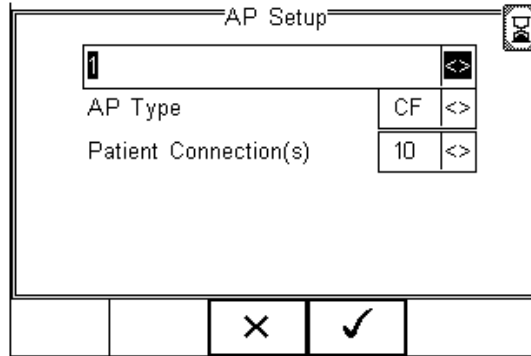 AP Setup
1 <>
AP Type CF <>
Patient Connection(s) 10 <>